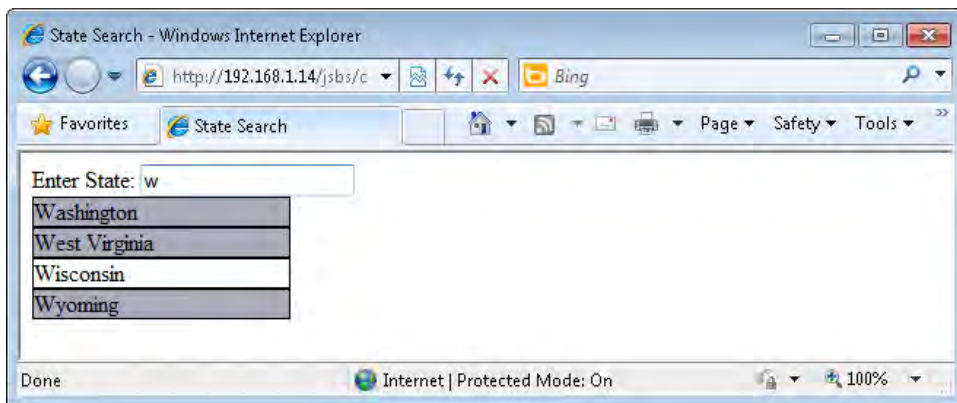 State Search - Windows Internet Explorer
http://192.168.1.14/jsbs/c
Bing
Favorites
State Search
Page
Safety
Tools
Enter State: w
Washington
West Virginia
Wisconsin
Wyoming
Done
Internet | Protected Mode: On
100%